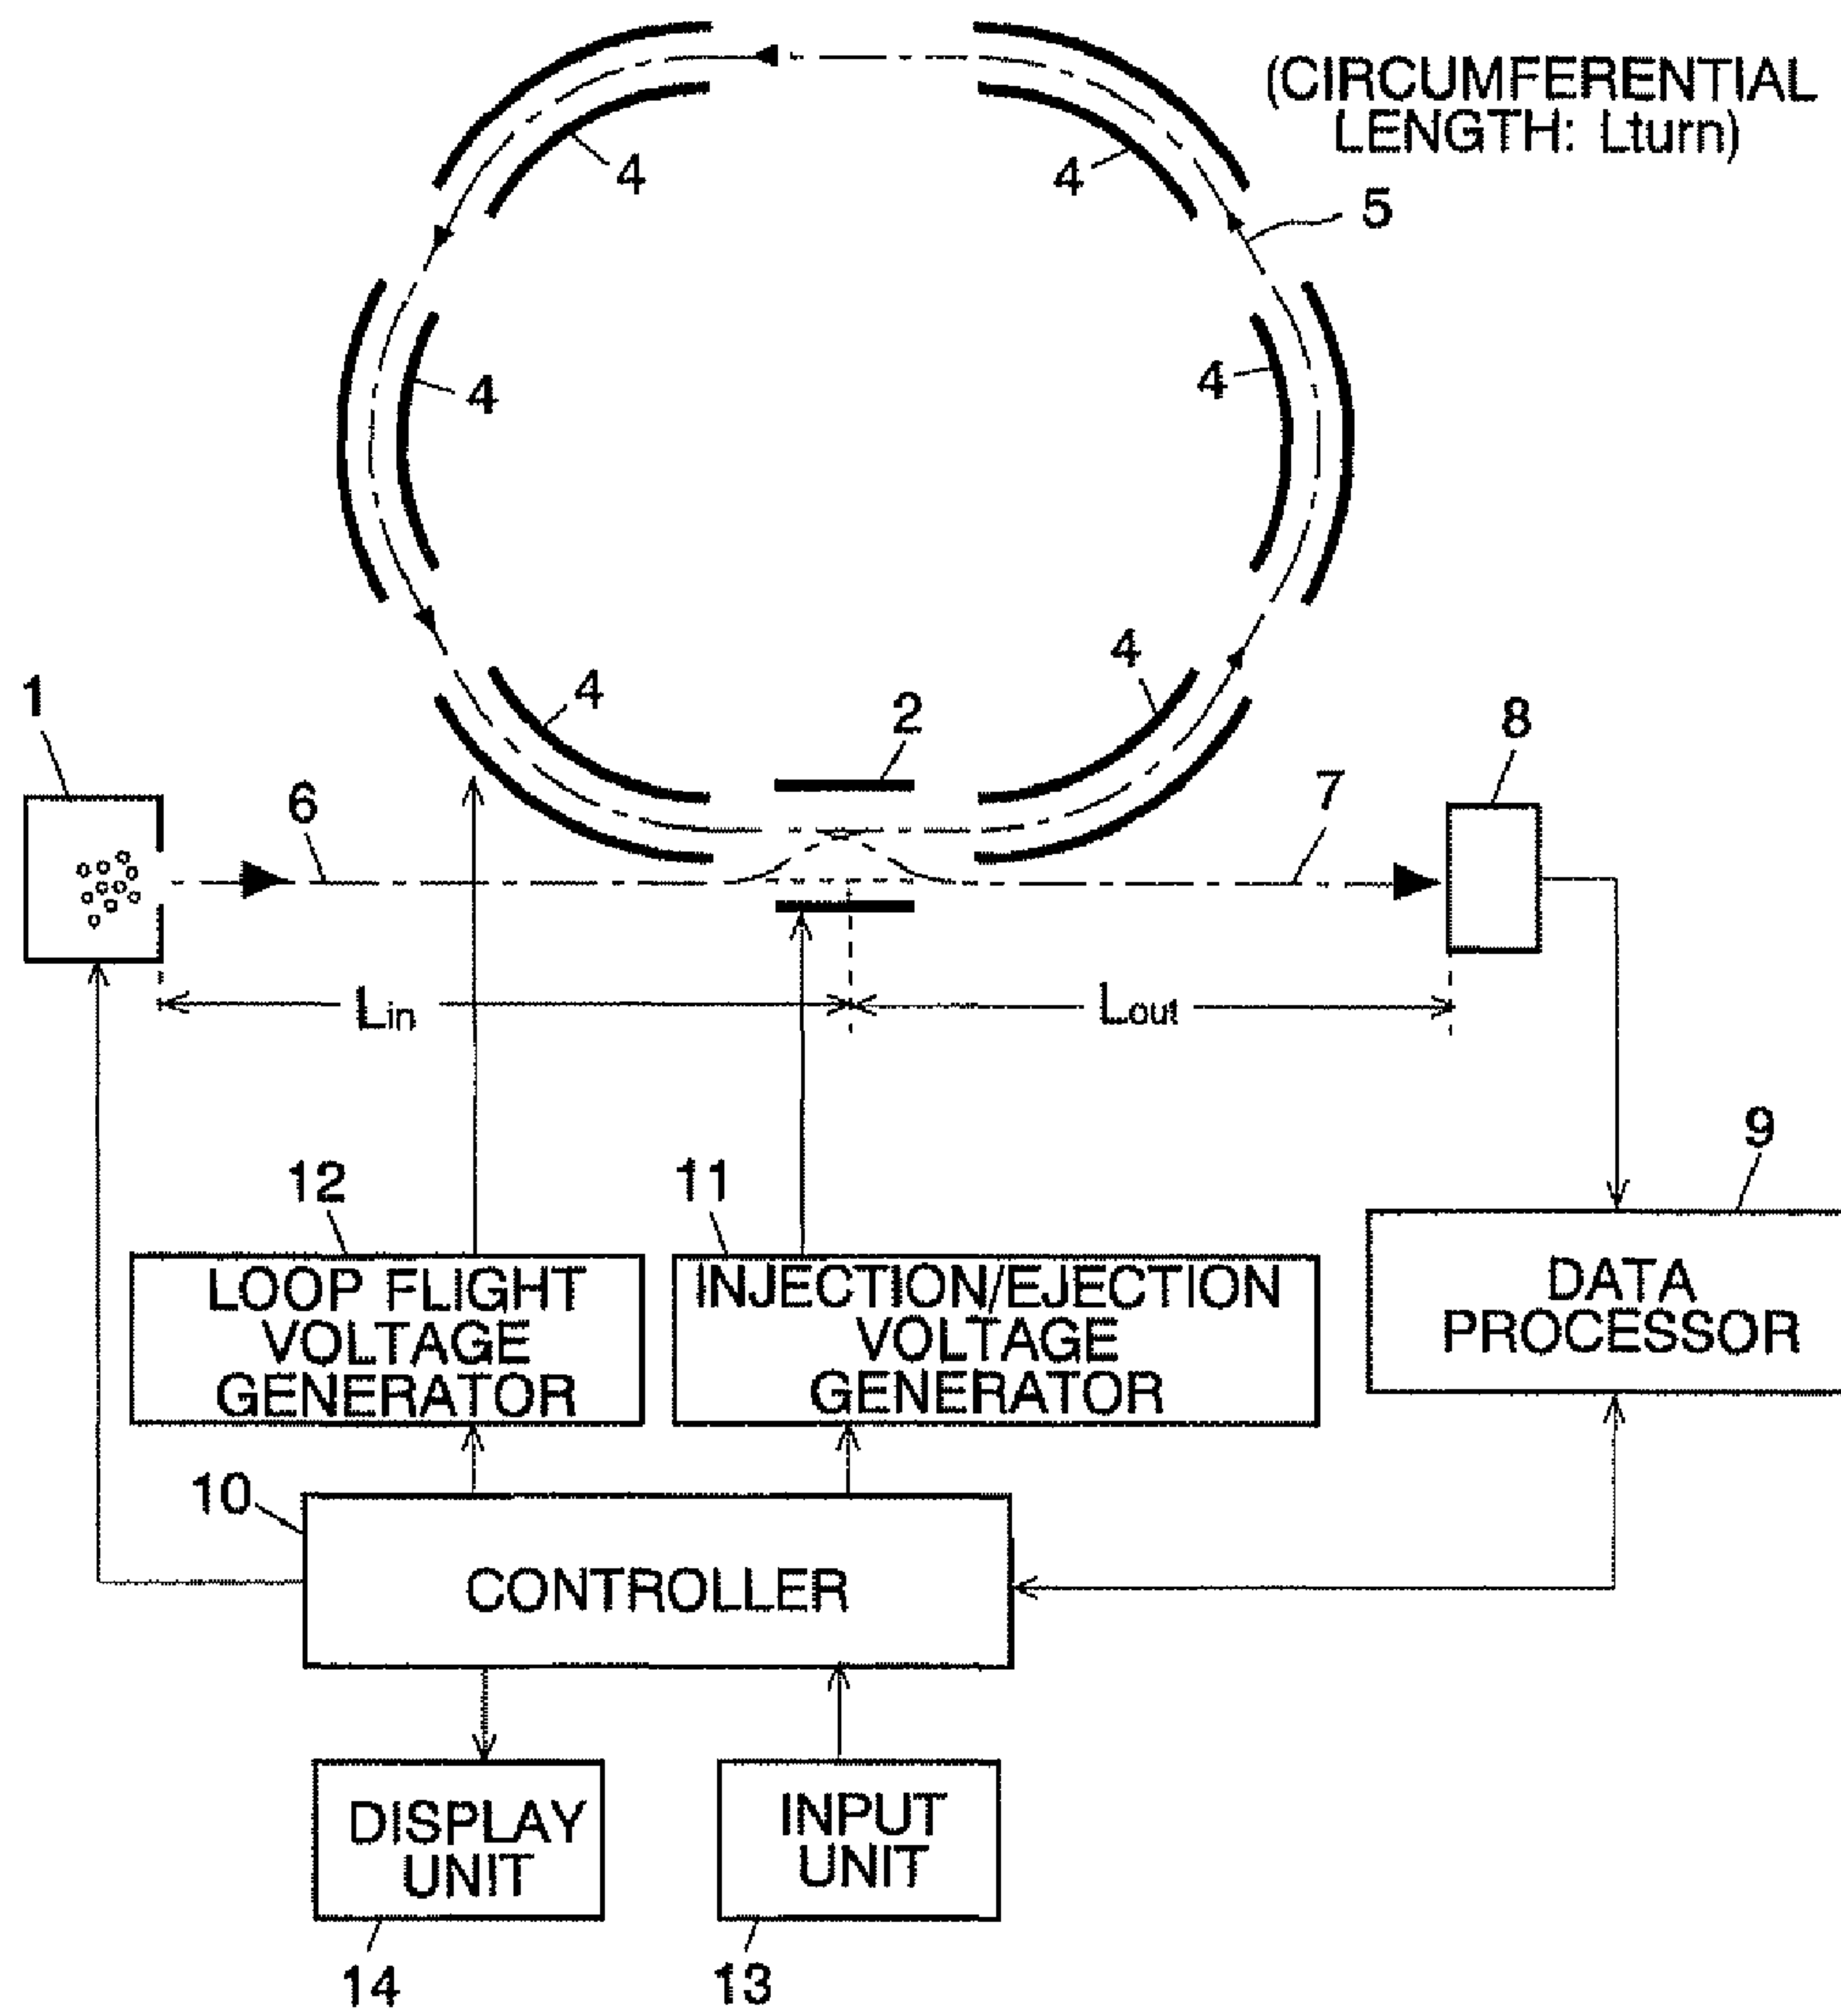 (CIRCUMFERENTIAL
LENGTH: Lturn)
4
4
5
4
4
4
4
1
2
8
6
7
Lin
Lout
9
12
11
LOOP FLIGHT
VOLTAGE
GENERATOR
INJECTION/EJECTION
VOLTAGE
GENERATOR
DATA
PROCESSOR
10
CONTROLLER
DISPLAY
UNIT
INPUT
UNIT
14
13